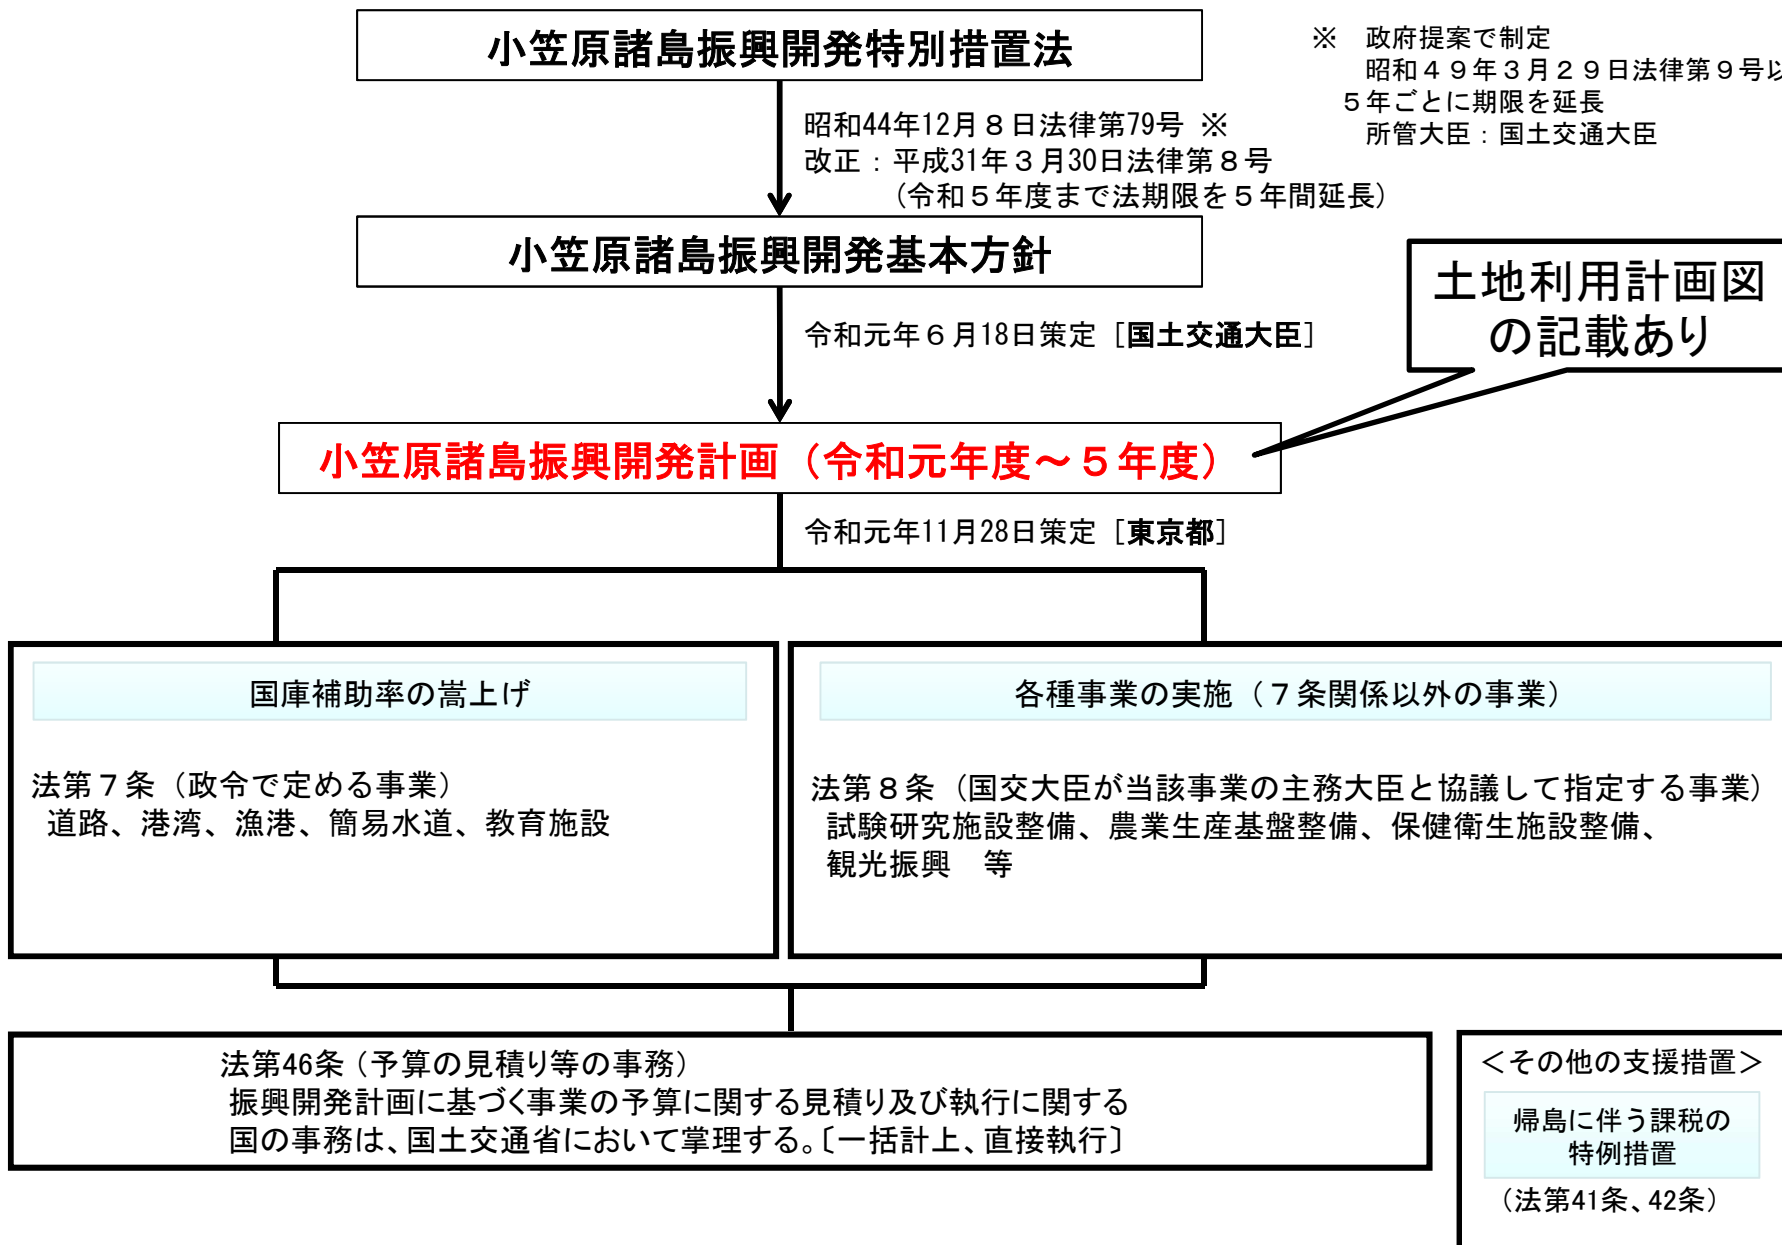 小笠原諸島振興開発特別措置法
※　政府提案で制定
昭和４９年３月２９日法律第９号以
５年ごとに期限を延長
所管大臣：国土交通大臣
昭和44年12月８日法律第79号 ※
改正：平成31年３月30日法律第８号
（令和５年度まで法期限を５年間延長）
小笠原諸島振興開発基本方針
土地利用計画図
の記載あり
令和元年６月18日策定［国土交通大臣］
小笠原諸島振興開発計画（令和元年度～５年度）
令和元年11月28日策定［東京都］
国庫補助率の嵩上げ
法第７条（政令で定める事業）
道路、港湾、漁港、簡易水道、教育施設
各種事業の実施（７条関係以外の事業）
法第８条（国交大臣が当該事業の主務大臣と協議して指定する事業）
試験研究施設整備、農業生産基盤整備、保健衛生施設整備、
観光振興　等
法第46条（予算の見積り等の事務）
振興開発計画に基づく事業の予算に関する見積り及び執行に関する
国の事務は、国土交通省において掌理する。〔一括計上、直接執行〕
＜その他の支援措置＞
帰島に伴う課税の
特例措置
（法第41条、42条）